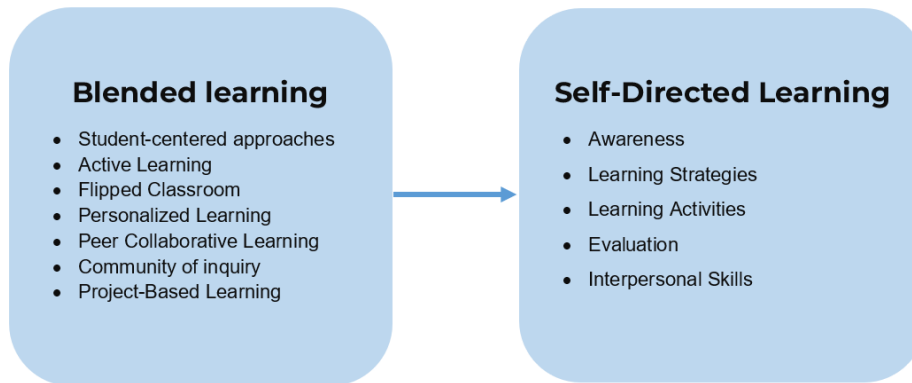 Blended learning
• Student-centered approaches
• Active Learning
• Flipped Classroom
• Personalized Learning
• Peer Collaborative Learning
• Community of inquiry
• Project-Based Learning
Self-Directed Learning
• Awareness
• Learning Strategies
• Learning Activities
• Evaluation
• Interpersonal Skills